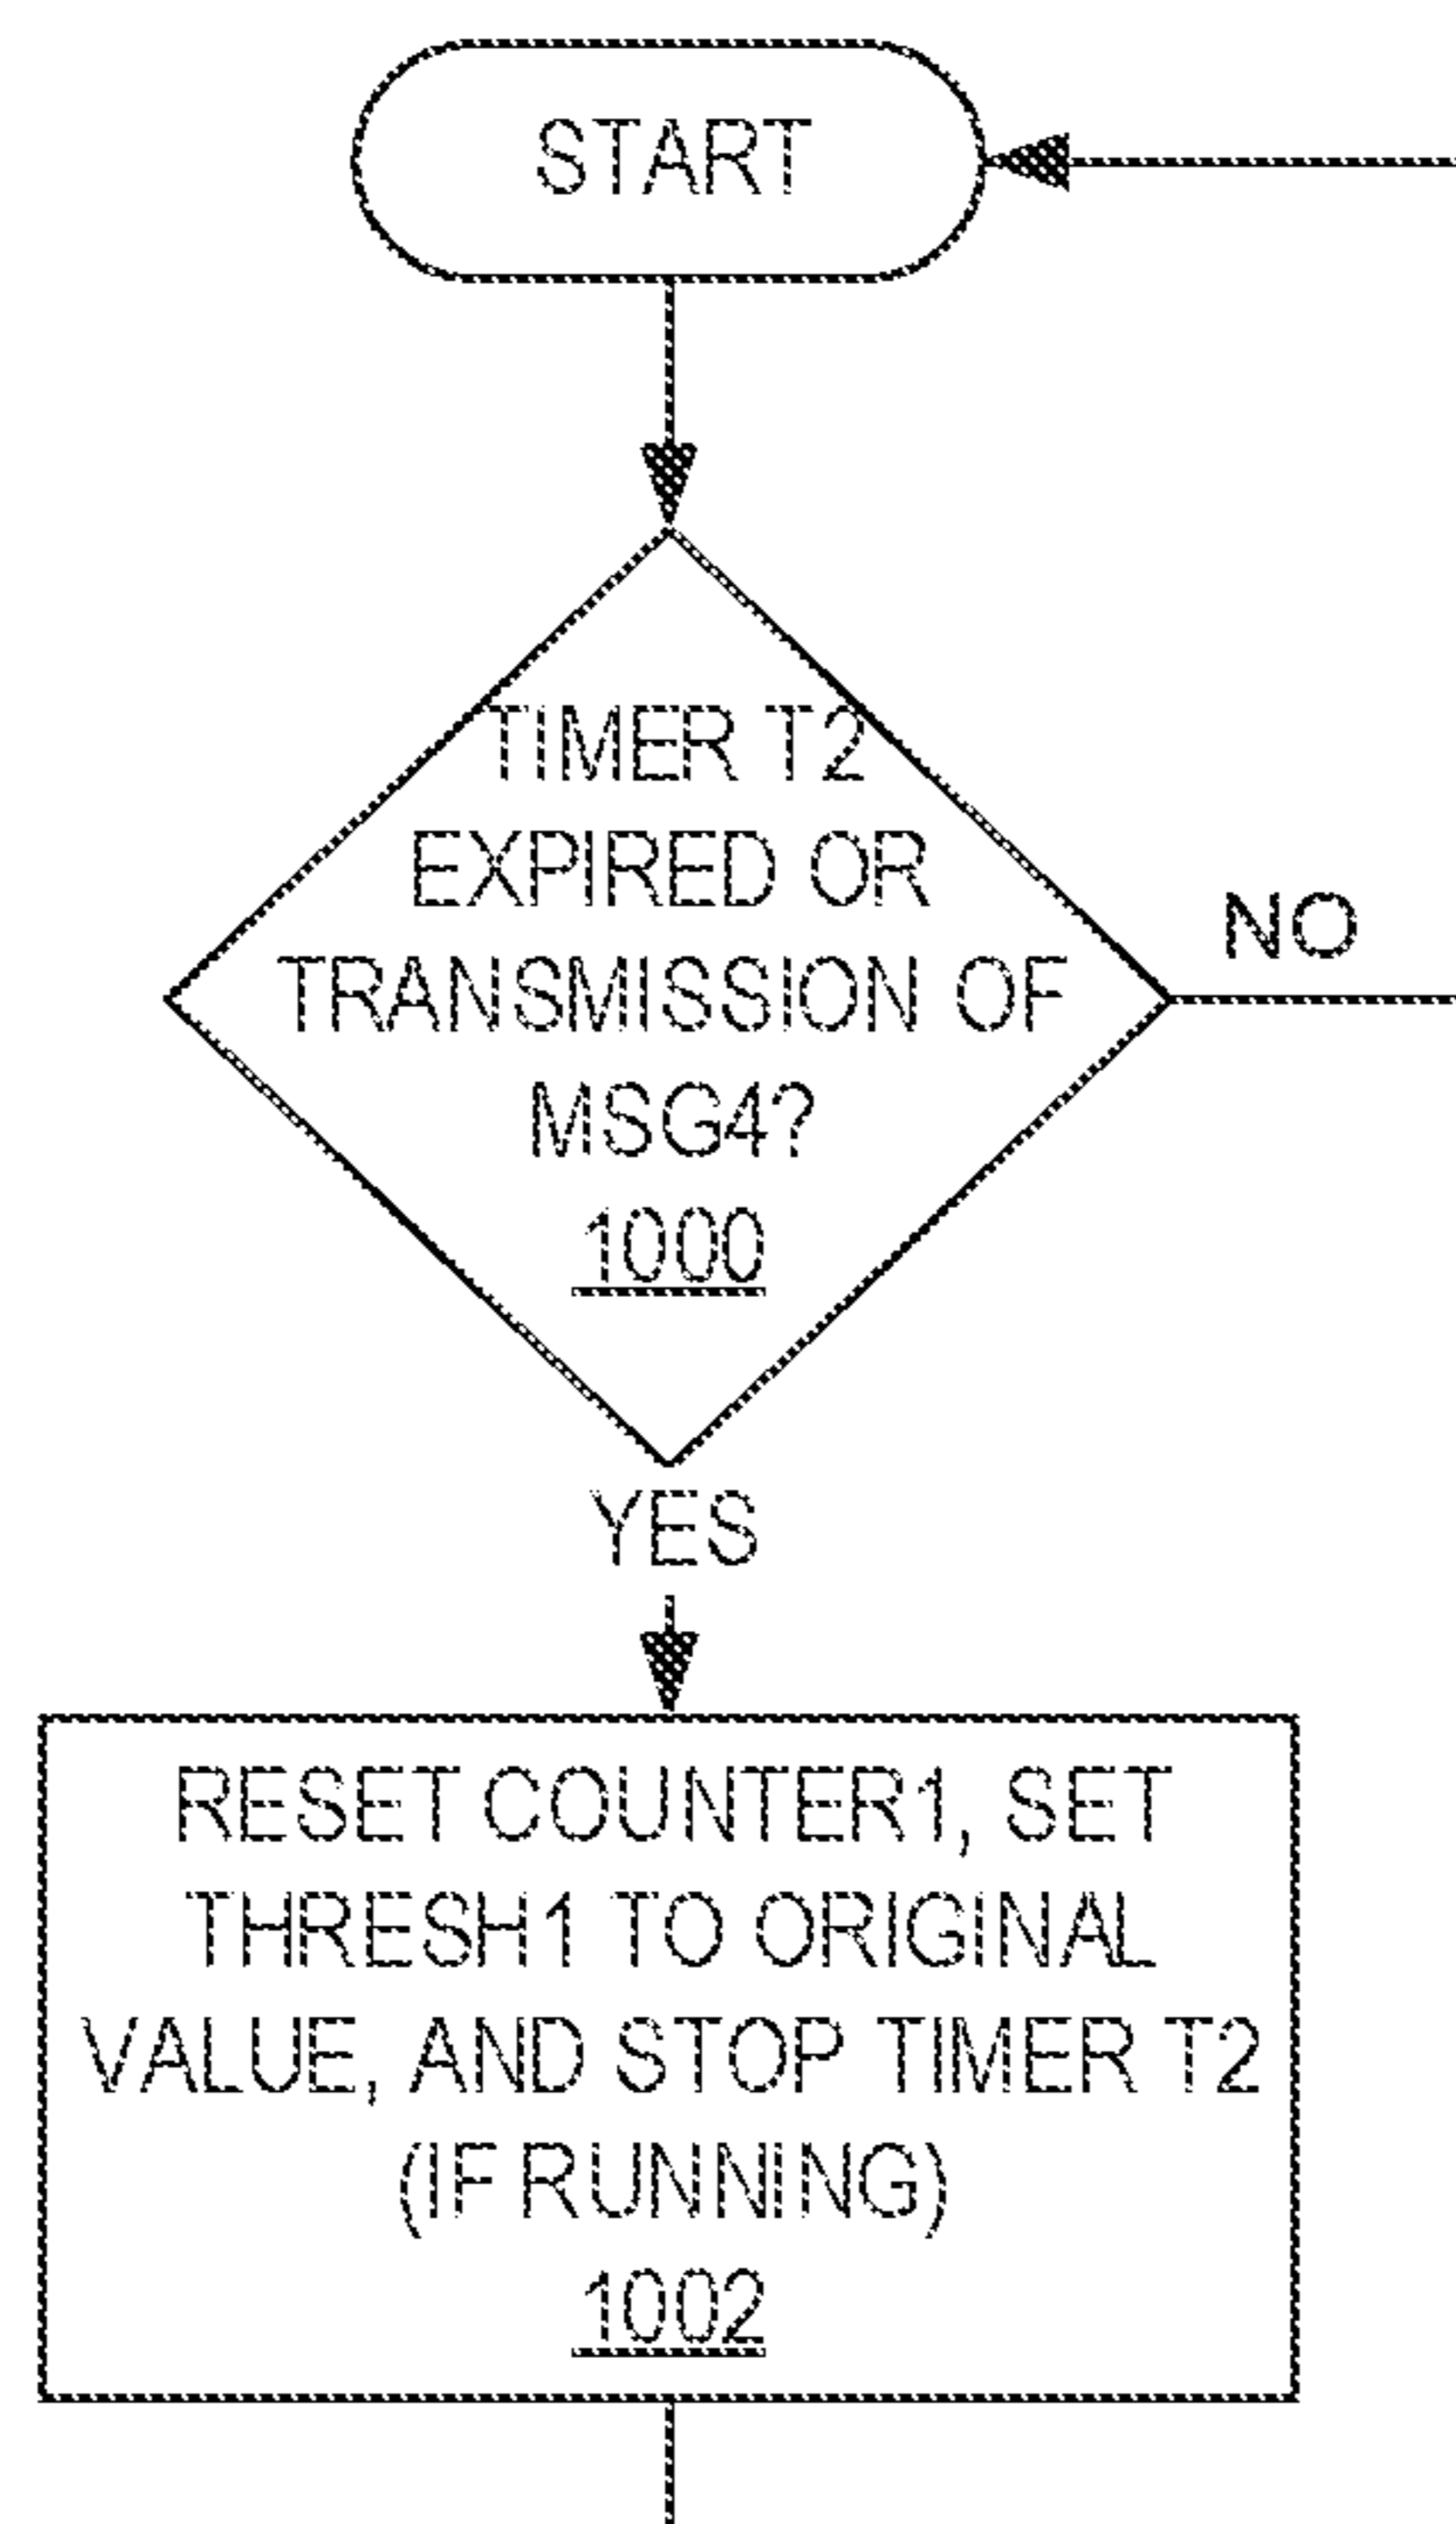 START
TIMER T2
EXPIRED OR
TRANSMISSION OF
MSG4?
1000
NO
YES
RESET COUNTER1, SET
THRESH1 TO ORIGINAL
VALUE, AND STOP TIMER T2
(IF RUNNING)
1002